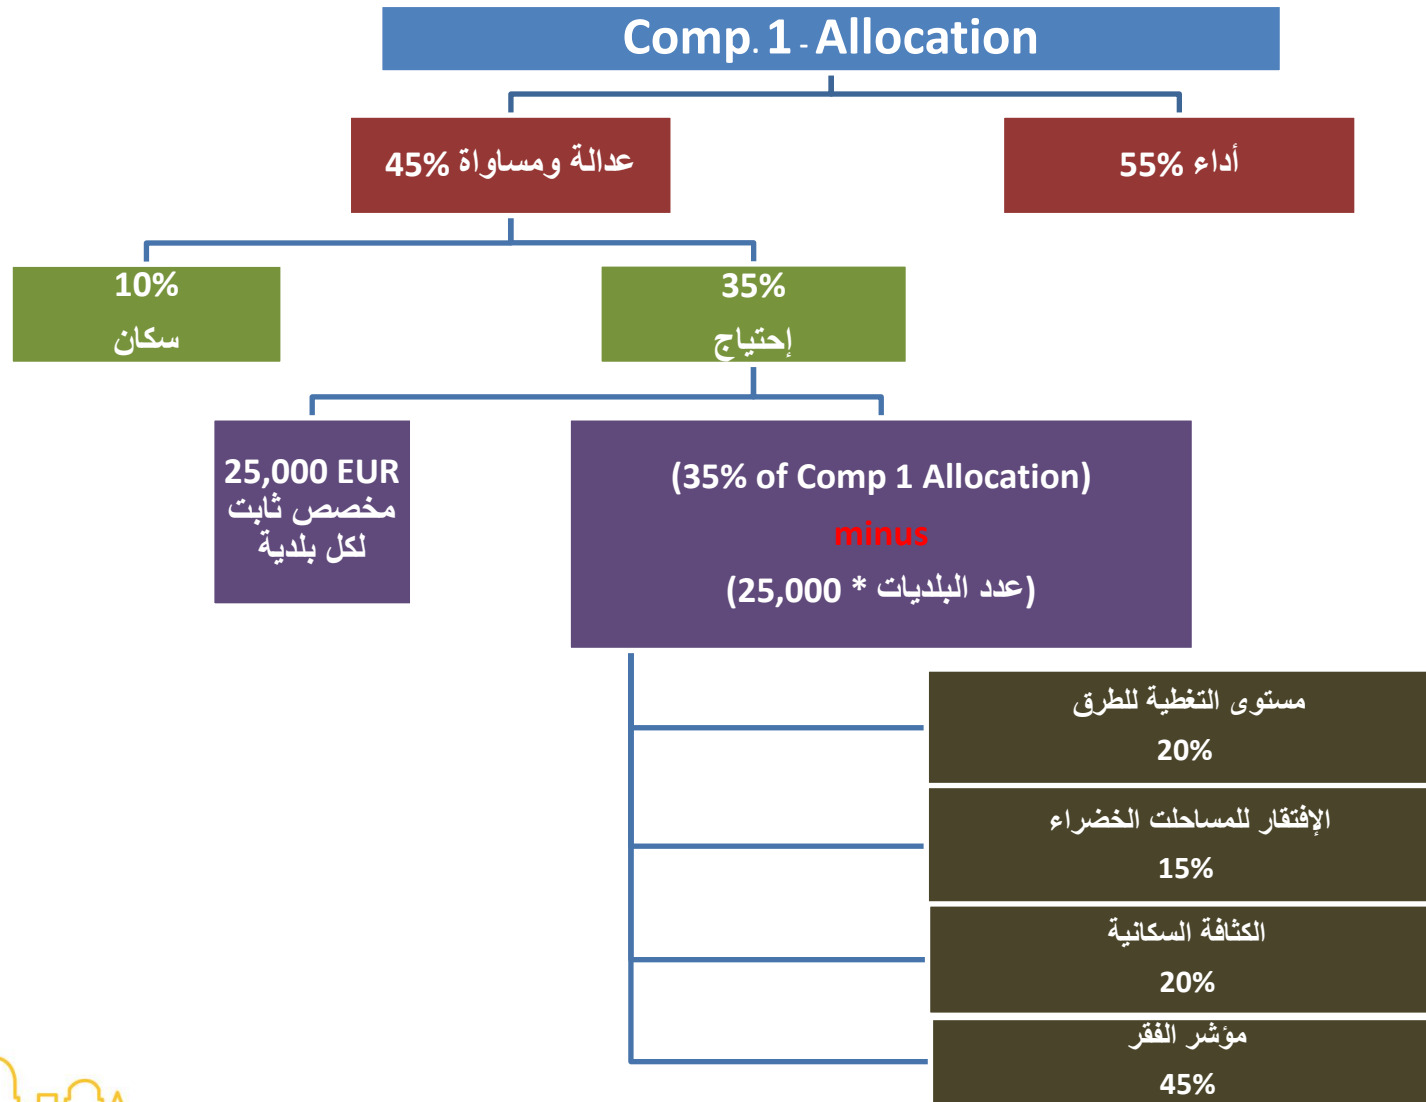 Comp. 1 - Allocation
عدالة ومساواة 45%
أداء 55%
10%
سكان
35%
إحتياج
25,000 EUR
مخصص ثابت
لكل بلدية
(35% of Comp 1 Allocation)
minus
(عدد البلديات * 25,000)
مستوى التغطية للطرق
20%
الإفتقار للمساحلت الخضراء
15%
الكثافة السكانية
20%
مؤشر الفقر
45%